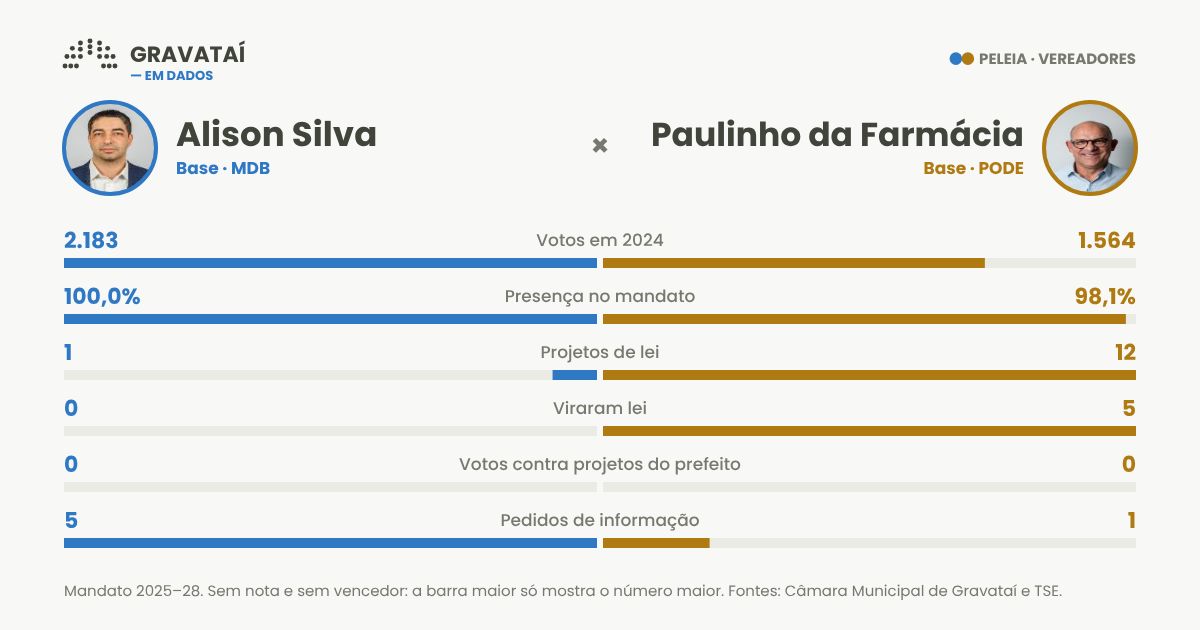 GRAVATAÍ
— EM DADOS
PELEIA · VEREADORES
Alison Silva
Base · MDB
×
Paulinho da Farmácia
Base · PODE
2.183 Votos em 2024 1.564
100,0% Presença no mandato 98,1%
1 Projetos de lei 12
0 Viraram lei 5
0 Votos contra projetos do prefeito 0
5 Pedidos de informação 1
Mandato 2025–28. Sem nota e sem vencedor: a barra maior só mostra o número maior. Fontes: Câmara Municipal de Gravataí e TSE.